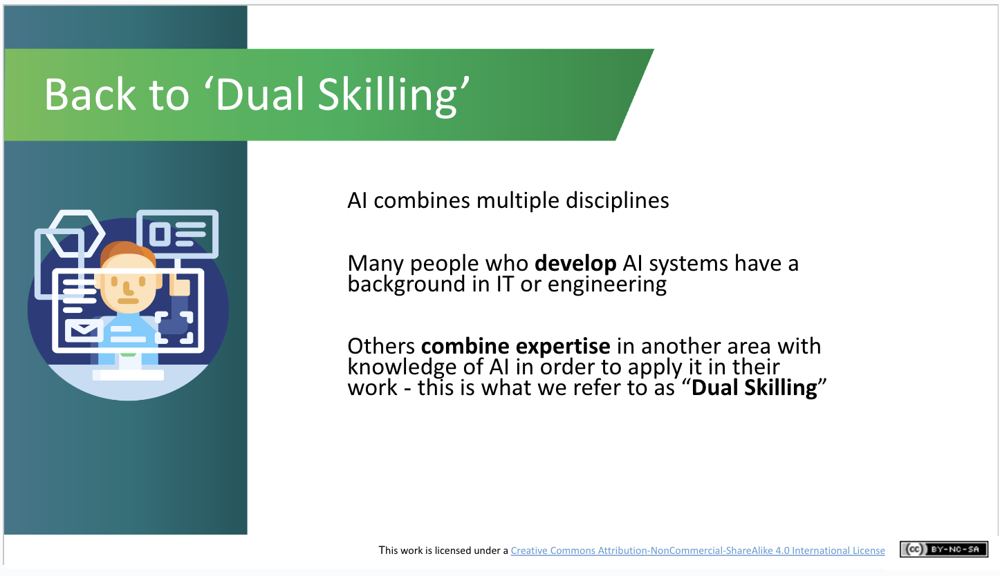 Back to ‘Dual Skilling’
AI combines multiple disciplines
Many people who develop AI systems have a
background in IT or engineering
Others combine expertise in another area with
knowledge of AI in order to apply it in their
work - this is what we refer to as “Dual Skilling”
This work is licensed under a Creative Commons Attribution-NonCommercial-ShareAlike 4.0 International License
(cc) BY-NC-SA